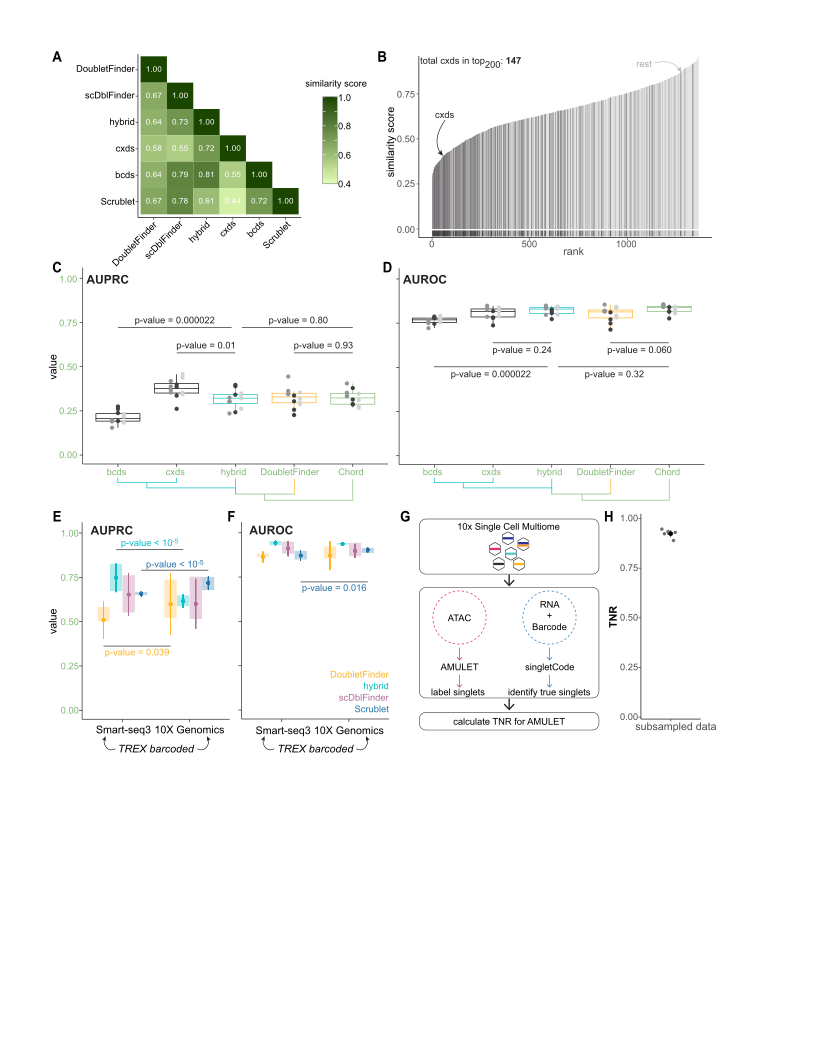 A
DoubletFinder
scDblFinder
hybrid
cxds
bcds
Scrublet
1.00
0.67 1.00
0.64 0.73 1.00
0.58 0.55 0.72 1.00
0.64 0.79 0.81 0.55 1.00
0.67 0.78 0.61 0.44 0.72 1.00
DoubletFinder
scDblFinder
hybrid
cxds
bcds
Scrublet
similarity score
1.0
0.8
0.6
0.4
B
total cxds in top200: 147
rest
cxds
similarity score
0.75
0.50
0.25
0.00
0 500 1000
rank
C
AUPRC
value
1.00
0.75
0.50
0.25
0.00
p-value = 0.000022
p-value = 0.80
p-value = 0.01
p-value = 0.93
bcds cxds hybrid DoubletFinder Chord
D
AUROC
p-value = 0.24
p-value = 0.060
p-value = 0.000022
p-value = 0.32
bcds cxds hybrid DoubletFinder Chord
E
AUPRC
value
1.00
0.75
0.50
0.25
0.00
p-value < 10-5
p-value < 10-5
p-value = 0.039
Smart-seq3 10X Genomics
TREX barcoded
F
AUROC
p-value = 0.016
DoubletFinder
hybrid
scDblFinder
Scrublet
Smart-seq3 10X Genomics
TREX barcoded
G
10x Single Cell Multiome
ATAC
RNA
+
Barcode
AMULET
singletCode
label singlets
identify true singlets
calculate TNR for AMULET
H
TNR
1.00
0.75
0.50
0.25
0.00
subsampled data